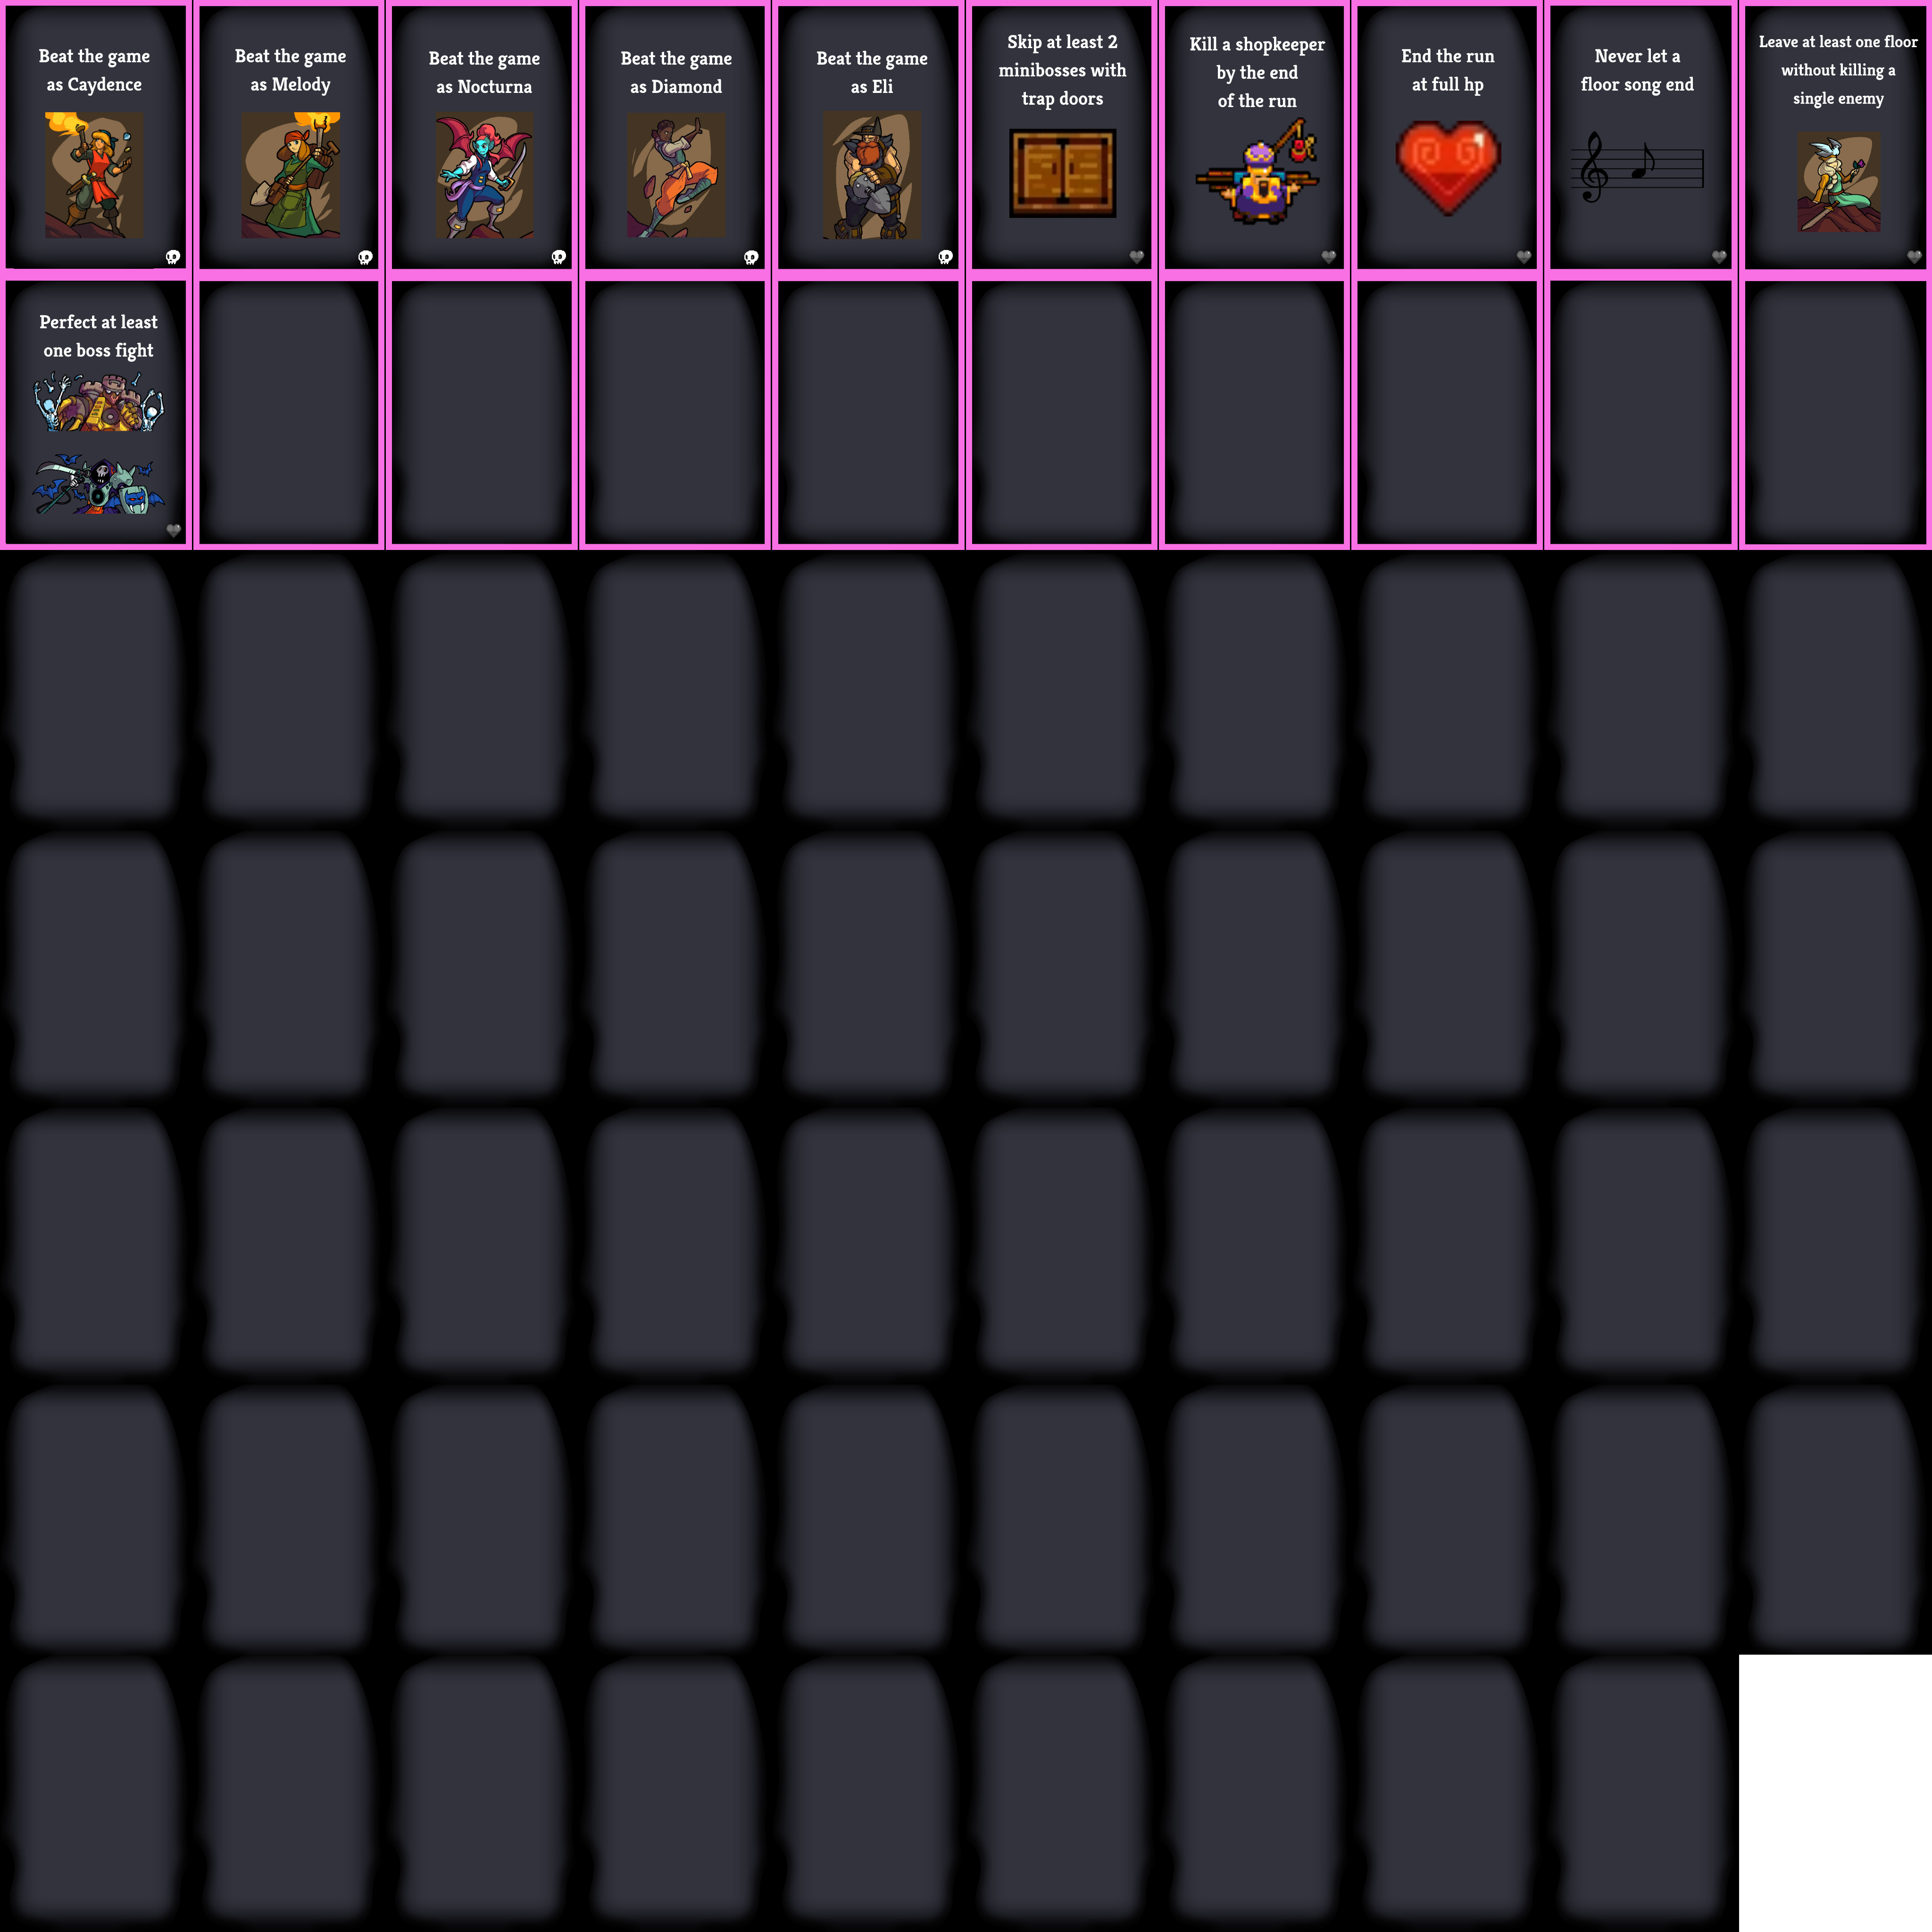 Beat the game
as Caydence
Beat the game
as Melody
Beat the game
as Nocturna
Beat the game
as Diamond
Beat the game
as Eli
Skip at least 2
minibosses with
trap doors
Kill a shopkeeper
by the end
of the run
End the run
at full hp
Never let a
floor song end
Leave at least one floor
without killing a
single enemy
Perfect at least
one boss fight